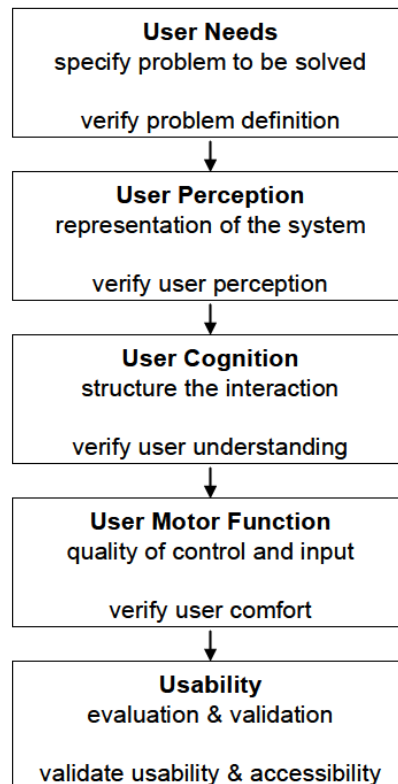 User Needs
specify problem to be solved
verify problem definition
User Perception
representation of the system
verify user perception
User Cognition
structure the interaction
verify user understanding
User Motor Function
quality of control and input
verify user comfort
Usability
evaluation & validation
validate usability & accessibility